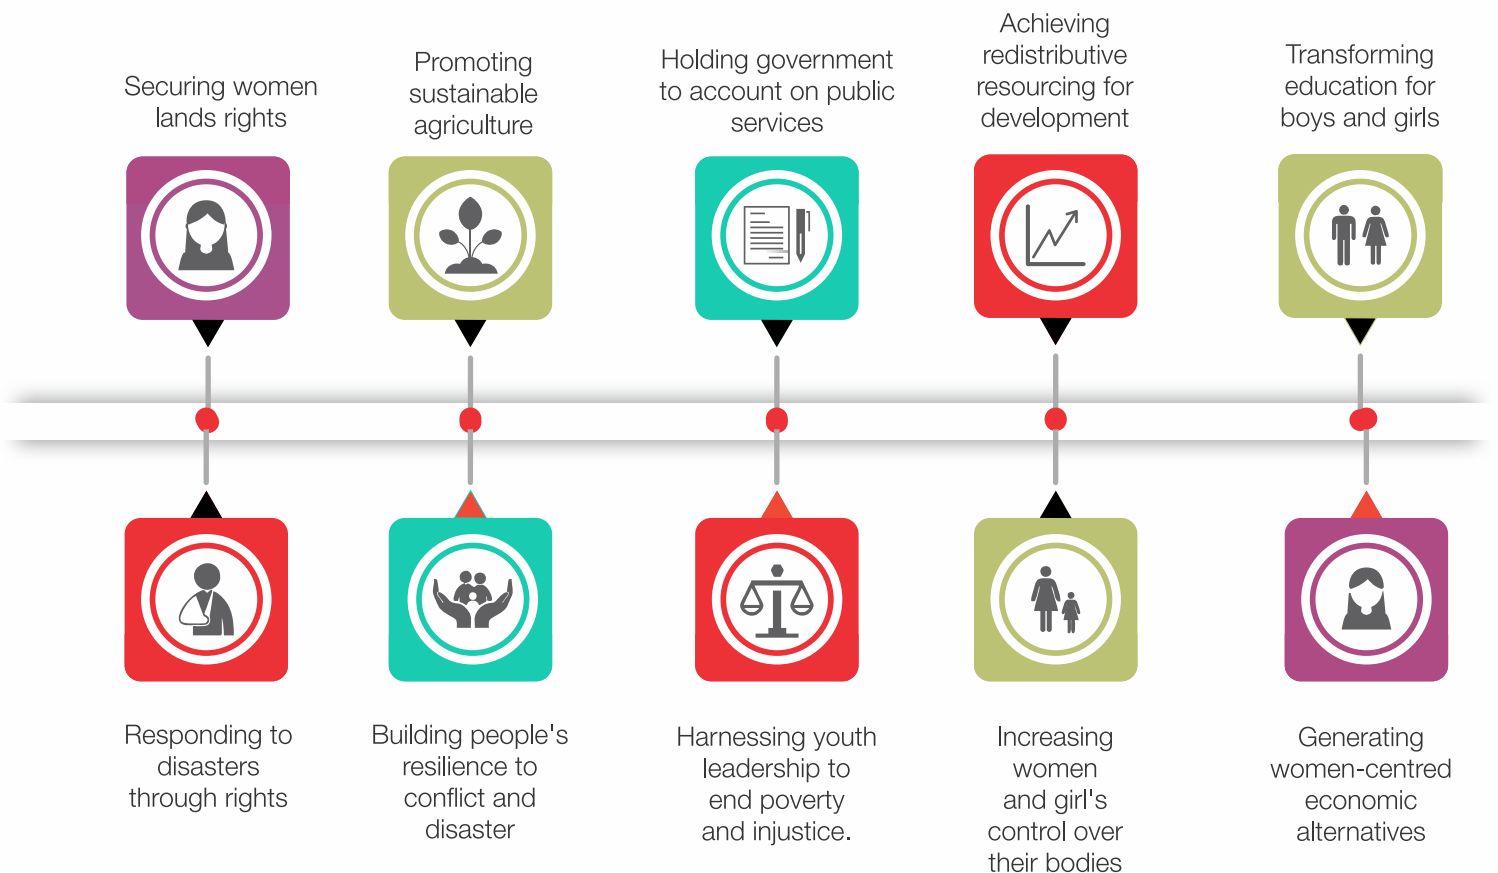 Securing women
lands rights
Promoting
sustainable
agriculture
Holding government
to account on public
services
Achieving
redistributive
resourcing for
development
Transforming
education for
boys and girls
Responding to
disasters
through rights
Building people's
resilience to
conflict and
disaster
Harnessing youth
leadership to
end poverty
and injustice.
Increasing
women
and girl's
control over
their bodies
Generating
women-centred
economic
alternatives